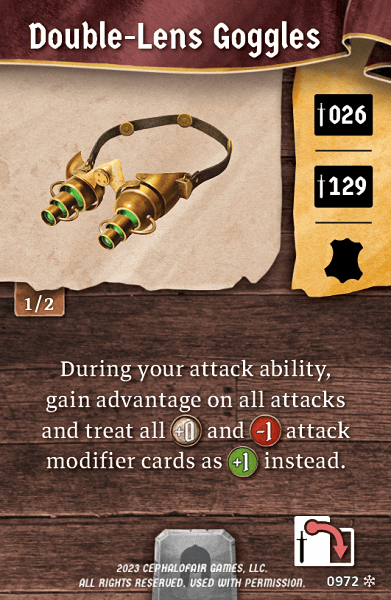 Double-Lens Goggles
026
129
1/2
During your attack ability,
gain advantage on all attacks
and treat all +0 and -1 attack
modifier cards as +1 instead.
2023 CEPHALOFAIR GAMES, LLC.
ALL RIGHTS RESERVED. USED WITH PERMISSION.
0972